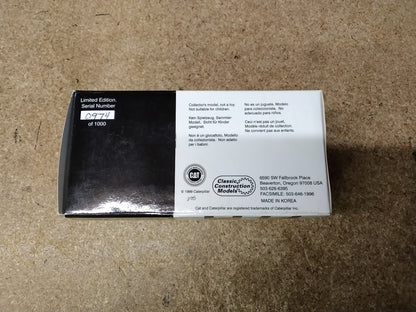 Limited Edition.
Serial Number
0974
of 1000
Collector's model, not a toy.
Not suitable for children.
Kein Spielzeug, Sammler
Modell. Nicht für Kinder
geeignet.
Non è un giocattolo, Modello
da collezionista. Non adatto
per i bambini.
No es un juguete. Modelo
para coleccionista. No
adecuado para niños.
Ceci n'est pas un jouet.
Modèle réduit de collection.
Ne convient pas aux enfants.
CAT
© 1999 Caterpillar
Classic
Construction
Models
6590 SW Fallbrook Place
Beaverton, Oregon 97008 USA
503-626-6395
FACSIMILE: 503-646-1996
MADE IN KOREA
Cat and Caterpillar are registered trademarks of Caterpillar Inc.